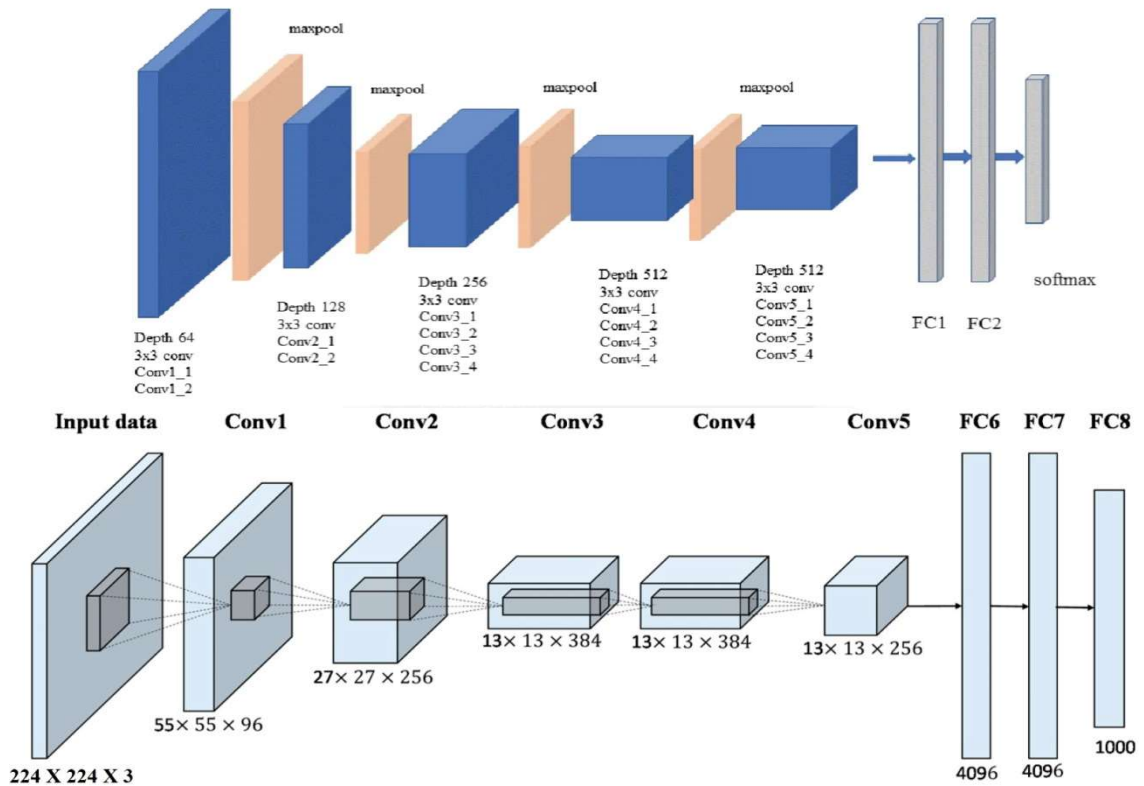 maxpool
maxpool
maxpool
maxpool
Depth 64
3x3 conv
Conv1_1
Conv1_2
Depth 128
3x3 conv
Conv2_1
Conv2_2
Depth 256
3x3 conv
Conv3_1
Conv3_2
Conv3_3
Conv3_4
Depth 512
3x3 conv
Conv4_1
Conv4_2
Conv4_3
Conv4_4
Depth 512
3x3 conv
Conv5_1
Conv5_2
Conv5_3
Conv5_4
FC1
FC2
softmax
Input data
Conv1
Conv2
Conv3
Conv4
Conv5
FC6
FC7
FC8
224 X 224 X 3
55× 55 × 96
27× 27 × 256
13× 13 × 384
13× 13 × 384
13× 13 × 256
4096
4096
1000